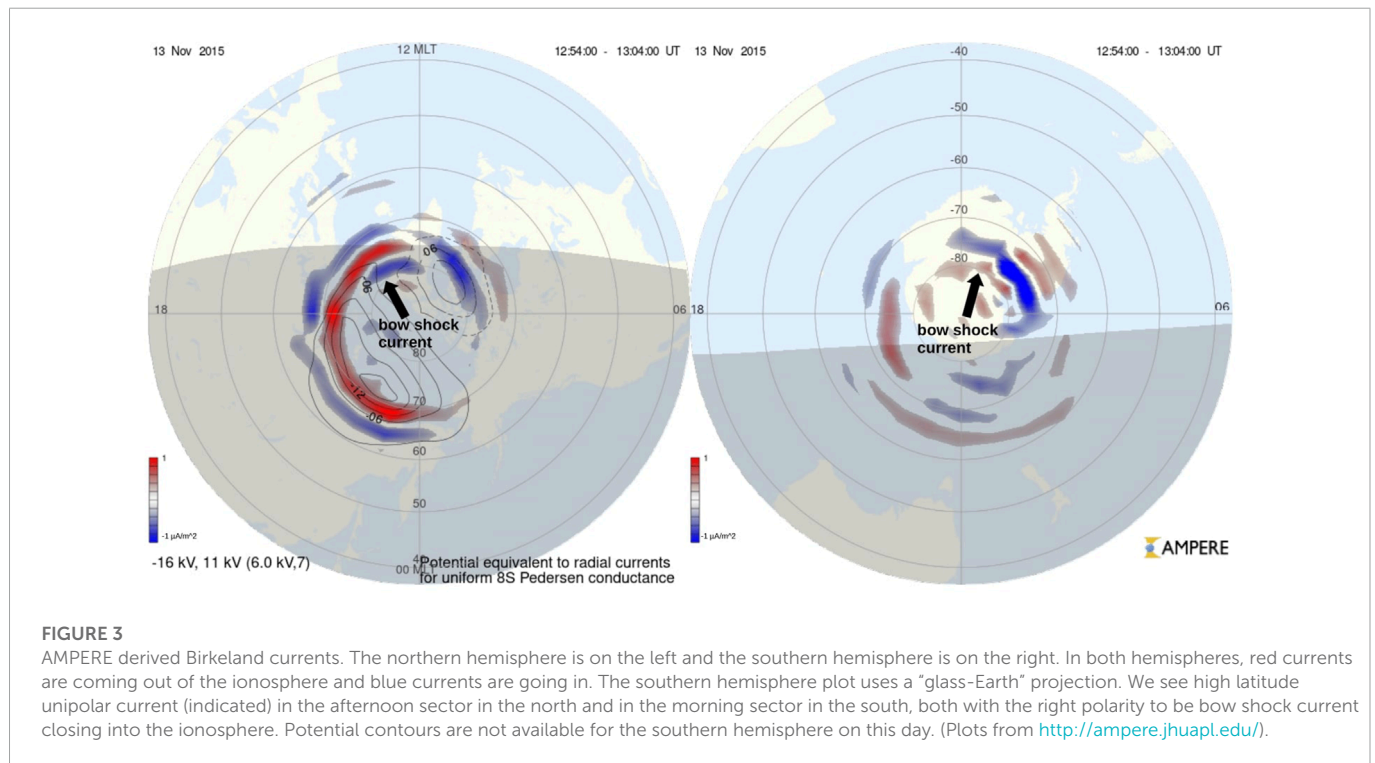 13 Nov 2015
12 MLT
12:54:00 - 13:04:00 UT
13 Nov 2015
-40
12:54:00 - 13:04:00 UT
-50
-60
-70
-80
06
90-
18
06
18
06
bow shock
current
bow shock
current
80
-12
-06
70
60
50
1
-1 μA/m^2
1
-1 μA/m^2
00 MLT
-16 kV, 11 kV (6.0 kV,7)
Potential equivalent to radial currents
for uniform 8S Pedersen conductance
AMPERE
FIGURE 3
AMPERE derived Birkeland currents. The northern hemisphere is on the left and the southern hemisphere is on the right. In both hemispheres, red currents
are coming out of the ionosphere and blue currents are going in. The southern hemisphere plot uses a “glass-Earth” projection. We see high latitude
unipolar current (indicated) in the afternoon sector in the north and in the morning sector in the south, both with the right polarity to be bow shock current
closing into the ionosphere. Potential contours are not available for the southern hemisphere on this day. (Plots from http://ampere.jhuapl.edu/).